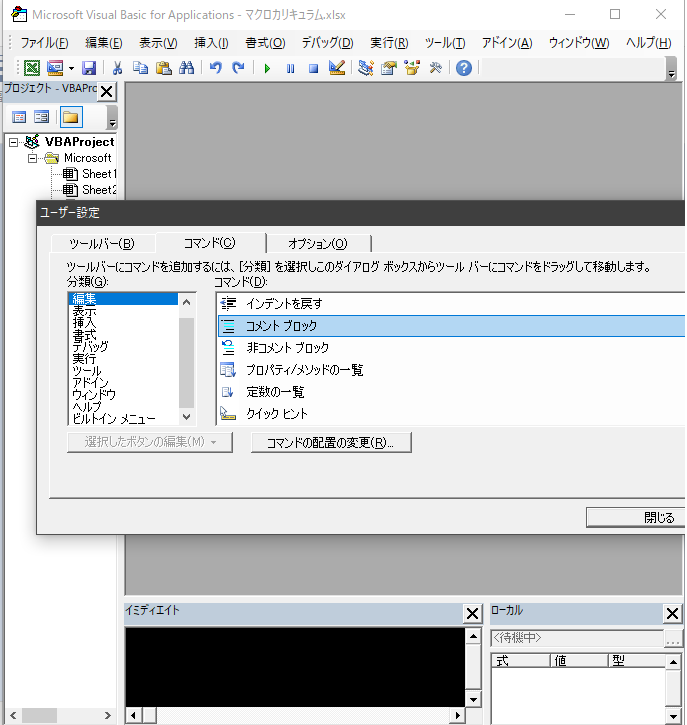 Microsoft Visual Basic for Applications - マクロカリキュラム.xlsx
ファイル(F) 編集(E) 表示(V) 挿入(I) 書式(O) デバッグ(D) 実行(R) ツール(T) アドイン(A) ウィンドウ(W) ヘルプ(H)
プロジェクト - VBAPro
VBAProject
Microsoft
Sheet1
Sheet2
ユーザー設定
ツールバー(B) コマンド(C) オプション(O)
ツールバーにコマンドを追加するには、[分類] を選択しこのダイアログ ボックスからツール バーにコマンドをドラッグして移動します。
分類(G): コマンド(D):
編集
表示
挿入
書式
デバッグ
実行
ツール
アドイン
ウィンドウ
ヘルプ
ビルトイン メニュー
インデントを戻す
コメント ブロック
非コメント ブロック
プロパティ/メソッドの一覧
定数の一覧
クイック ヒント
選択したボタンの編集(M) コマンドの配置の変更(R)...
閉じる
イミディエイト
ローカル
<待機中> ...
式 値 型